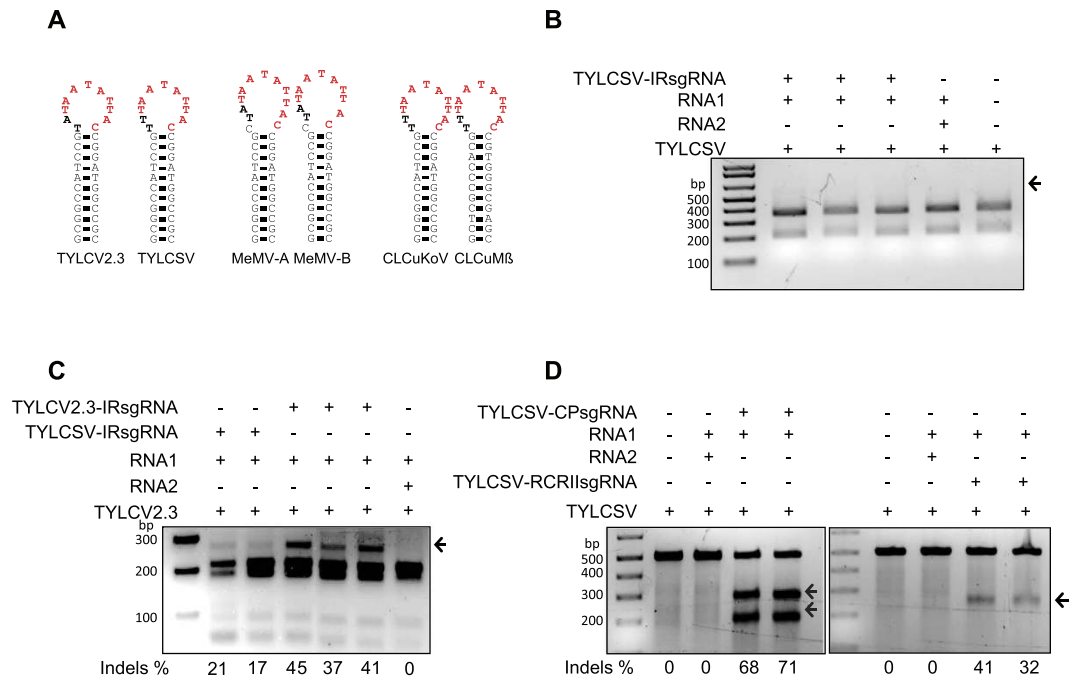 A
TYLCV2.3 TYLCSV MeMV-A MeMV-B CLCuKoV CLCuMß
B
TYLCSV-IRsgRNA + + + - -
RNA1 + + + + -
RNA2 - - - + -
TYLCSV + + + + +
bp
500
400
300
200
100
C
TYLCV2.3-IRsgRNA - - + + + -
TYLCSV-IRsgRNA + + - - - -
RNA1 + + + + + +
RNA2 - - - - - +
TYLCV2.3 + + + + + +
bp
300
200
100
Indels % 21 17 45 37 41 0
D
TYLCSV-CPsgRNA - - + + - - - -
RNA1 - + + + - + + +
RNA2 - + - - - + - -
TYLCSV-RCRIIsgRNA - - - - - - + +
TYLCSV + + + + + + + +
bp
500
400
300
200
Indels % 0 0 68 71 0 0 41 32